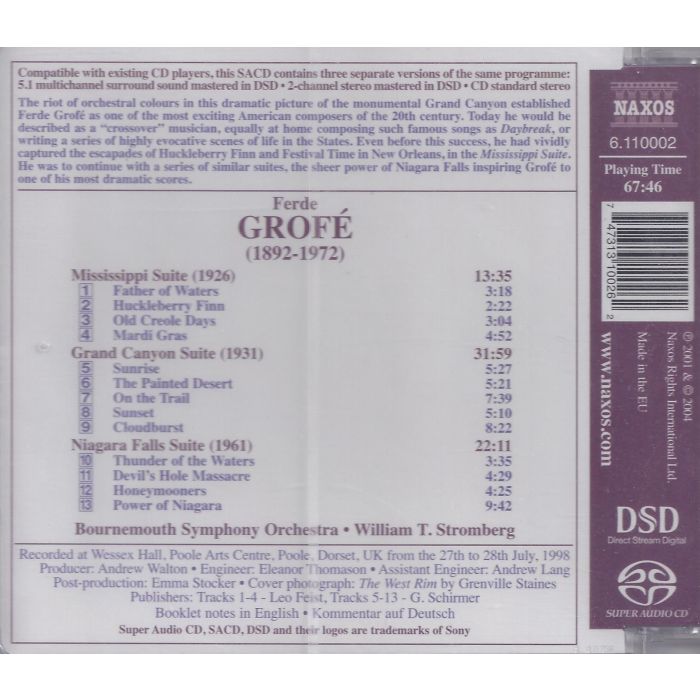 Compatible with existing CD players, this SACD contains three separate versions of the same programme:
5.1 multichannel surround sound mastered in DSD • 2-channel stereo mastered in DSD • CD standard stereo
The riot of orchestral colours in this dramatic picture of the monumental Grand Canyon established
Ferde Grofé as one of the most exciting American composers of the 20th century. Today he would be
described as a "crossover" musician, equally at home composing such famous songs as Daybreak, or
writing a series of highly evocative scenes of life in the States. Even before this success, he had vividly
captured the escapades of Huckleberry Finn and Festival Time in New Orleans, in the Mississippi Suite.
He was to continue with a series of similar suites, the sheer power of Niagara Falls inspiring Grofé to
one of his most dramatic scores.
Ferde
GROFÉ
(1892-1972)
Mississippi Suite (1926) 13:35
1 Father of Waters 3:18
2 Huckleberry Finn 2:22
3 Old Creole Days 3:04
4 Mardi Gras 4:52
Grand Canyon Suite (1931) 31:59
5 Sunrise 5:27
6 The Painted Desert 5:21
7 On the Trail 7:39
8 Sunset 5:10
9 Cloudburst 8:22
Niagara Falls Suite (1961) 22:11
10 Thunder of the Waters 3:35
11 Devil's Hole Massacre 4:29
12 Honeymooners 4:25
13 Power of Niagara 9:42
Bournemouth Symphony Orchestra • William T. Stromberg
Recorded at Wessex Hall, Poole Arts Centre, Poole, Dorset, UK from the 27th to 28th July, 1998
Producer: Andrew Walton • Engineer: Eleanor Thomason • Assistant Engineer: Andrew Lang
Post-production: Emma Stocker • Cover photograph: The West Rim by Grenville Staines
Publishers: Tracks 1-4 - Leo Feist, Tracks 5-13 - G. Schirmer
Booklet notes in English • Kommentar auf Deutsch
Super Audio CD, SACD, DSD and their logos are trademarks of Sony
NAXOS
6.110002
Playing Time
67:46
7 47313 10026 2
℗ 2001 & © 2004
Naxos Rights International Ltd.
Made in the EU
www.naxos.com
DSD
Direct Stream Digital
SUPER AUDIO CD